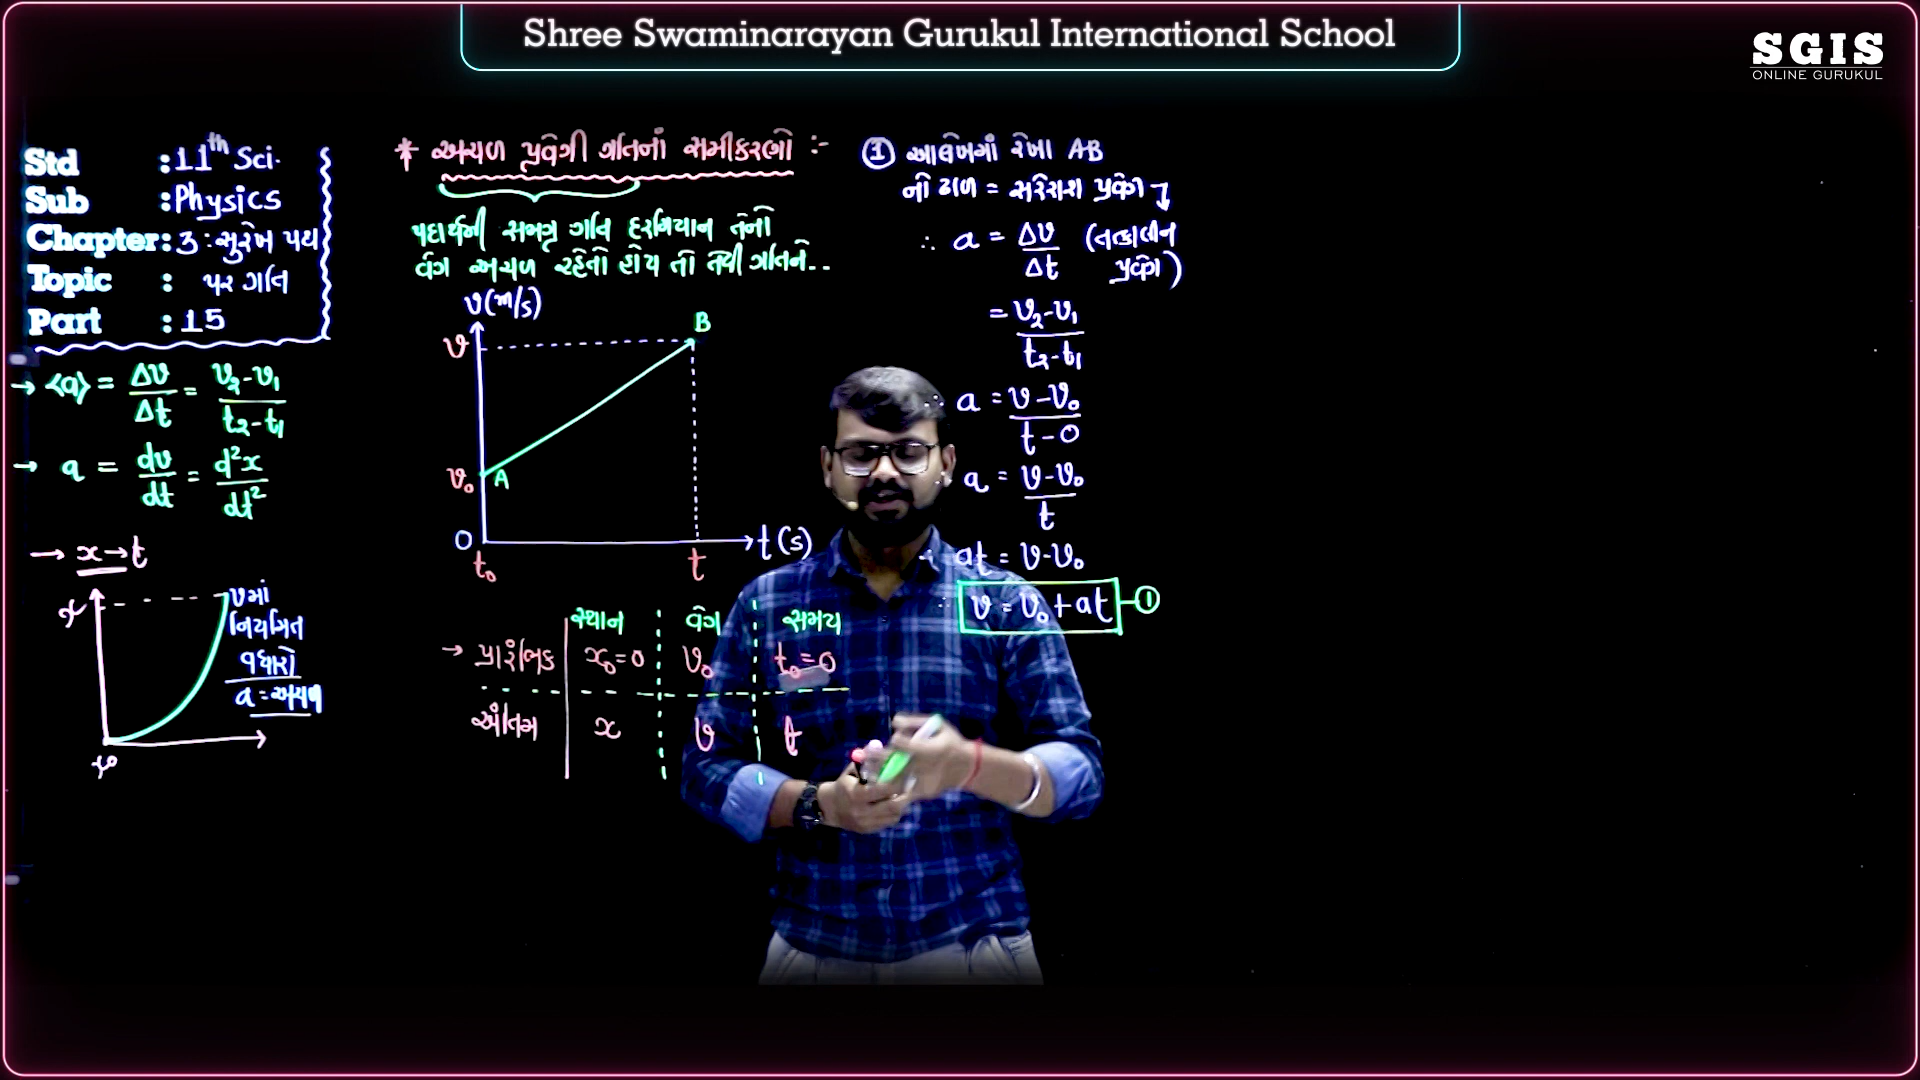 Shree Swaminarayan Gurukul International School
SGIS
ONLINE GURUKUL
Std : 11th Sci.
Sub : Physics
Chapter : 3 : સુરેખ પથ
Topic : પર ગતિ
Part : 15
→ <a> = Δv/Δt = v₂-v₁/t₂-t₁
→ a = dv/dt = d²x/dt²
→ x→t
x
vમાં
નિયમિત
વધારો
a = અચળ
* અચળ પ્રવેગી ગતિનાં સમીકરણો :-
પદાર્થની સમગ્ર ગતિ દરમિયાન તેનો
વેગ અચળ રહેતો હોય તો તેવી ગતિને..
v(m/s)
v
B
v₀
A
O
t(s)
t₀
t
સ્થાન વેગ સમય
→ પ્રારંભિક x₀=0 v₀ t₀=0
અંતિમ x v t
① આલેખમાં રેખા AB
નો ઢાળ = સરેરાશ પ્રવેગ
∴ a = Δv/Δt (તત્કાલીન પ્રવેગ)
= v₂-v₁/t₂-t₁
∴ a = v-v₀/t-0
∴ a = v-v₀/t
∴ at = v-v₀
∴ v = v₀+at -①